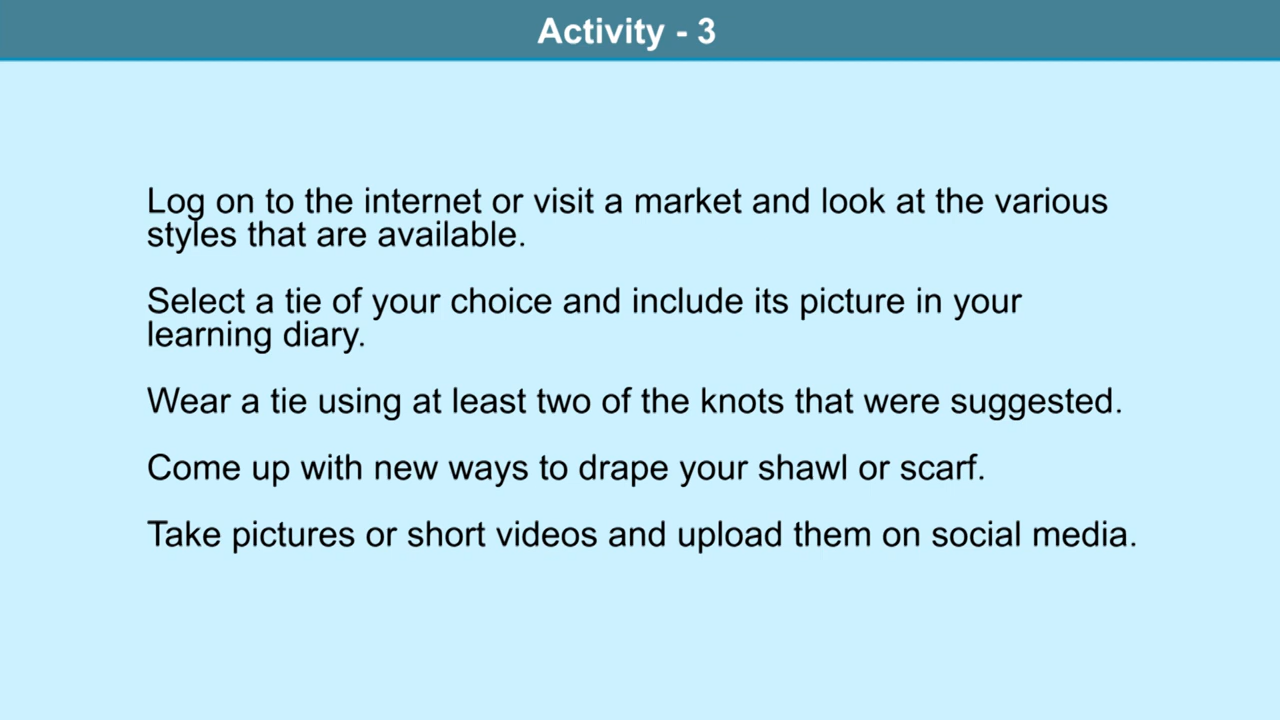 Activity - 3
Log on to the internet or visit a market and look at the various
styles that are available.
Select a tie of your choice and include its picture in your
learning diary.
Wear a tie using at least two of the knots that were suggested.
Come up with new ways to drape your shawl or scarf.
Take pictures or short videos and upload them on social media.